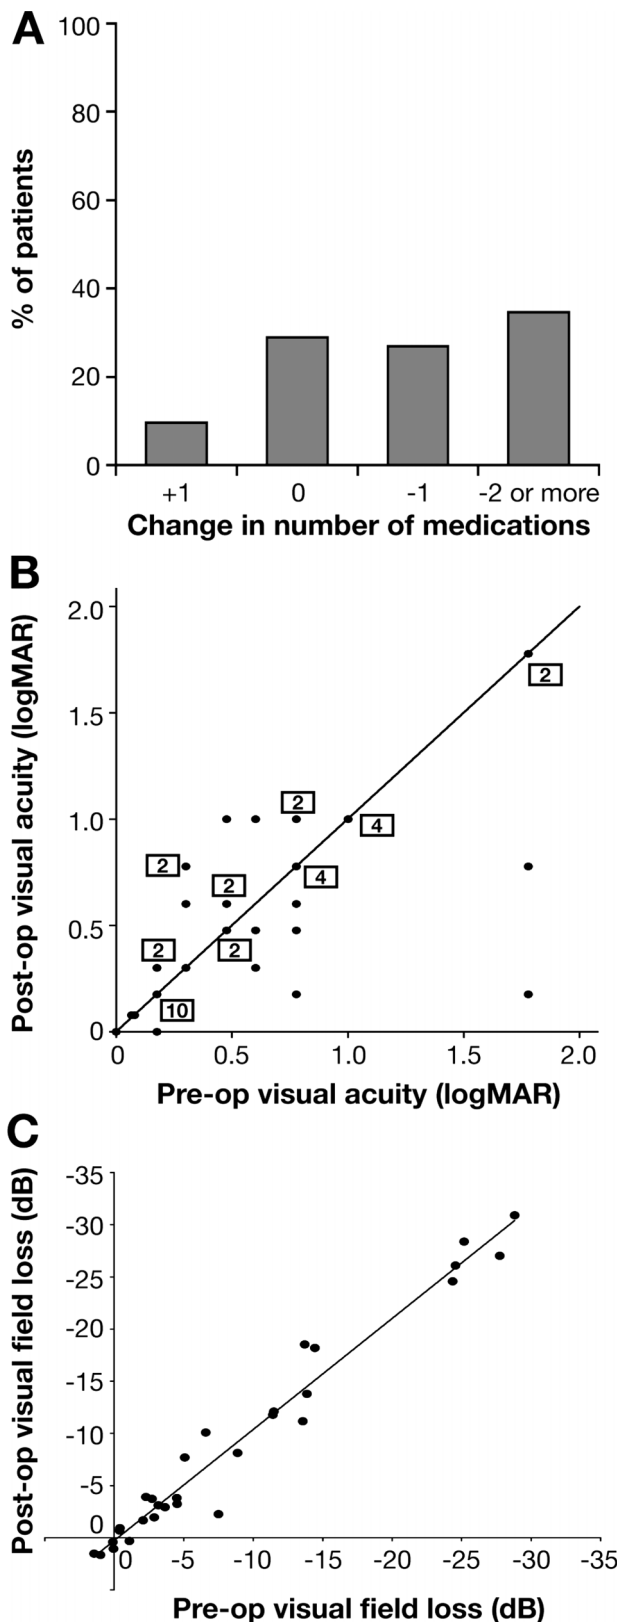 A
100
80
60
40
20
0
% of patients
+1 0 -1 -2 or more
Change in number of medications
B
2.0
1.5
1.0
0.5
0
Post-op visual acuity (logMAR)
2
2
4
2
4
2
2
2
10
0 0.5 1.0 1.5 2.0
Pre-op visual acuity (logMAR)
C
-35
-30
-25
-20
-15
-10
-5
0
Post-op visual field loss (dB)
0 -5 -10 -15 -20 -25 -30 -35
Pre-op visual field loss (dB)